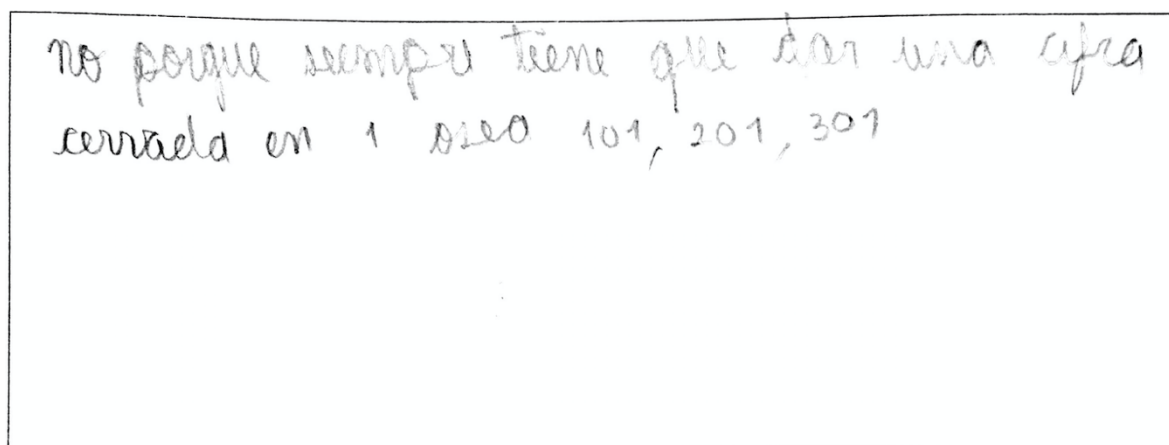 no porque siempre tiene que dar una cifra
cerrada en 1 osea 101, 201, 301